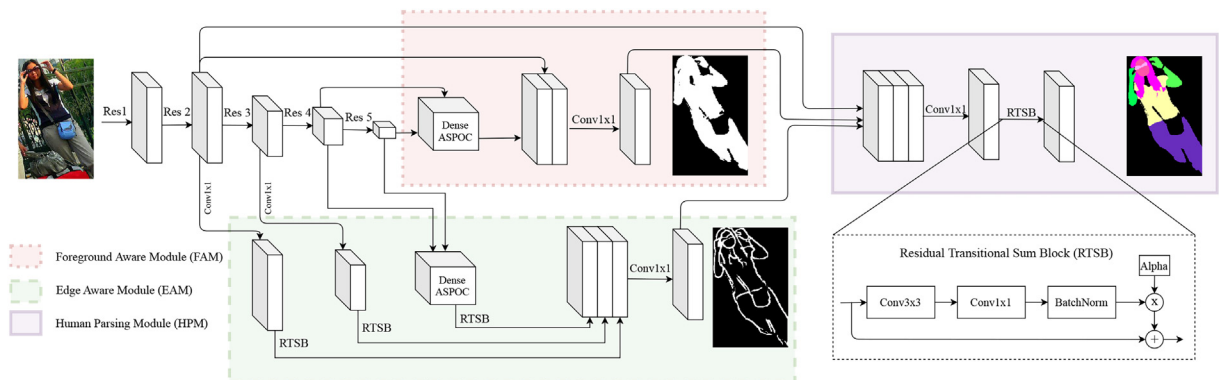 Res1
Res 2
Res 3
Res 4
Res 5
Dense
ASPOC
Conv1x1
Conv1x1
RTSB
Conv1x1
Conv1x1
Dense
ASPOC
Conv1x1
RTSB
RTSB
RTSB
Foreground Aware Module (FAM)
Edge Aware Module (EAM)
Human Parsing Module (HPM)
Residual Transitional Sum Block (RTSB)
Alpha
Conv3x3
Conv1x1
BatchNorm
x
+